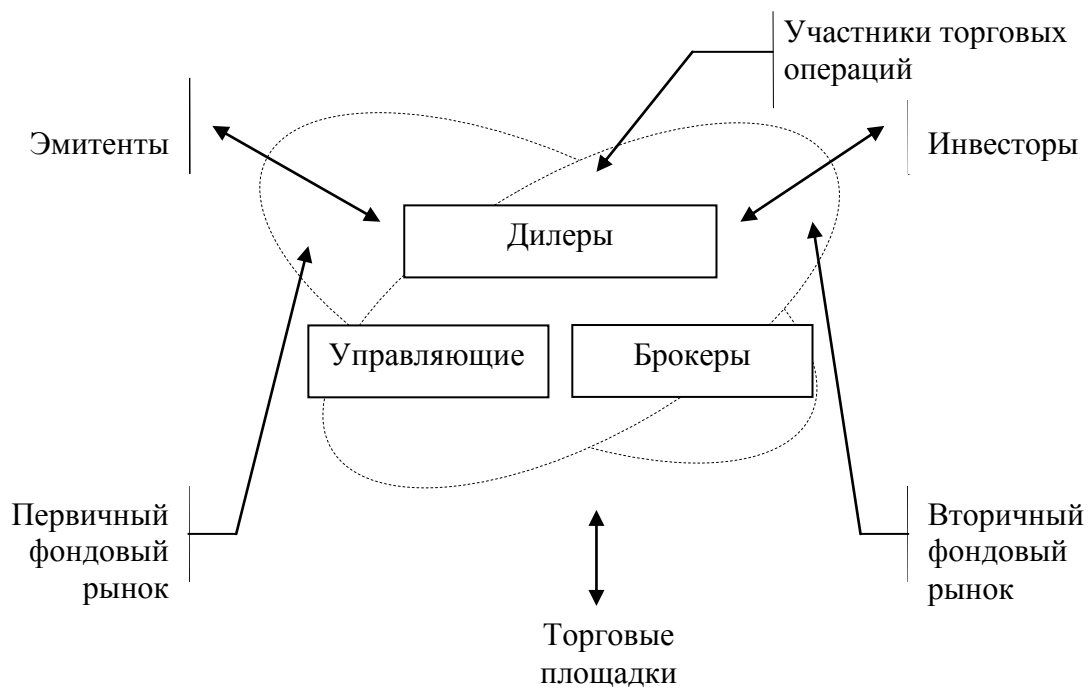 Участники торговых
операций
Эмитенты
Инвесторы
Дилеры
Управляющие
Брокеры
Первичный
фондовый
рынок
Вторичный
фондовый
рынок
Торговые
площадки